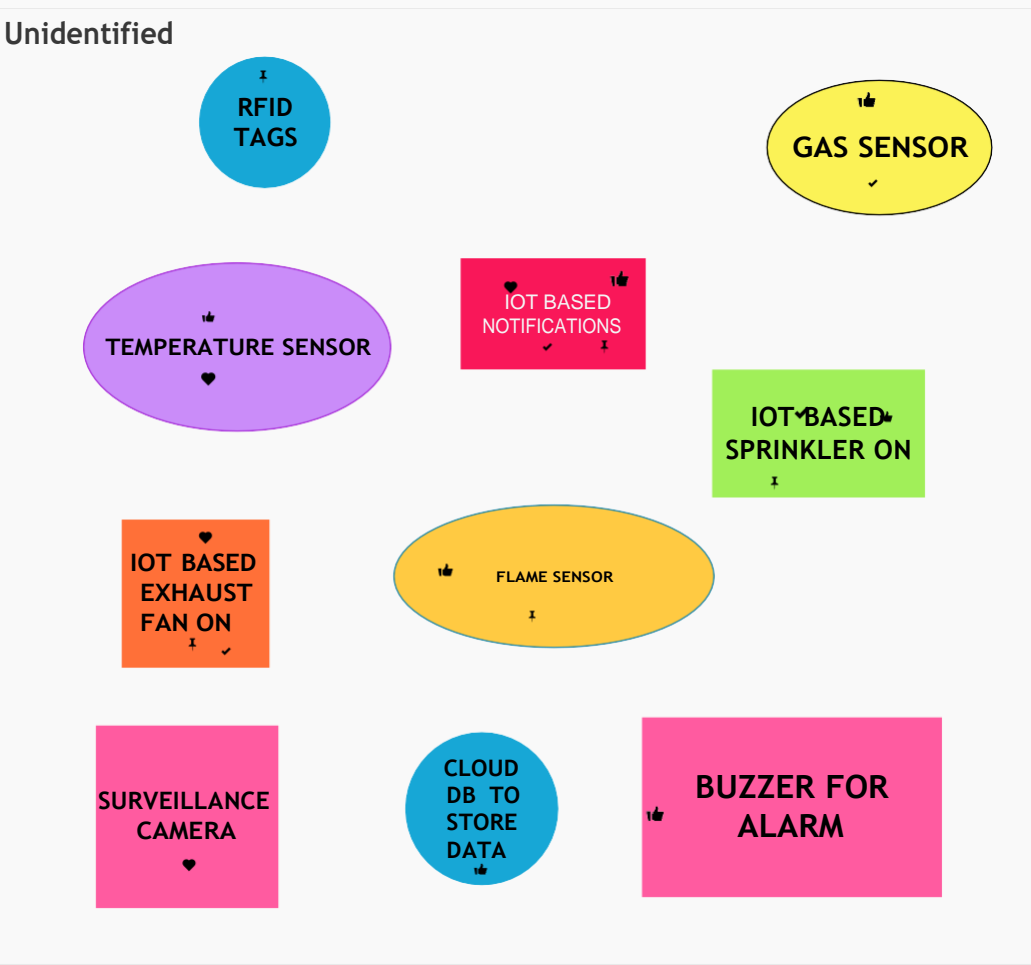 Unidentified
RFID
TAGS
GAS SENSOR
TEMPERATURE SENSOR
IOT BASED
NOTIFICATIONS
IOT BASED
SPRINKLER ON
IOT BASED
EXHAUST
FAN ON
FLAME SENSOR
SURVEILLANCE
CAMERA
CLOUD
DB TO
STORE
DATA
BUZZER FOR
ALARM